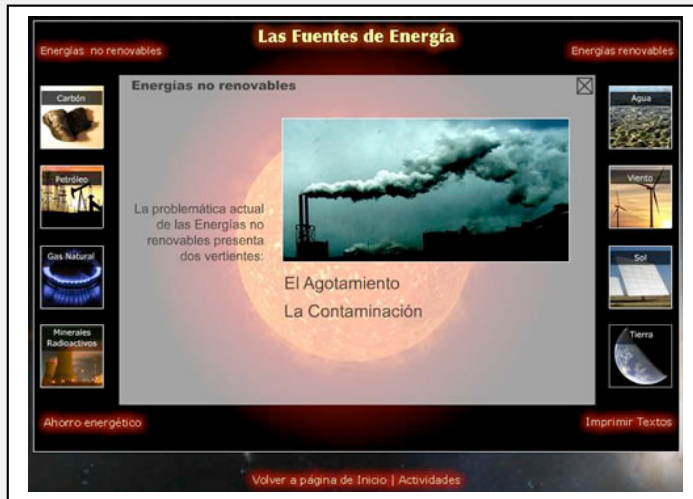 Las Fuentes de Energía
Energías no renovables
Energías renovables
Carbón
Petróleo
Gas Natural
Minerales
Radioactivos
Energías no renovables
La problemática actual
de las Energías no
renovables presenta
dos vertientes:
El Agotamiento
La Contaminación
Agua
Viento
Sol
Tierra
Ahorro energético
Imprimir Textos
Volver a página de Inicio | Actividades